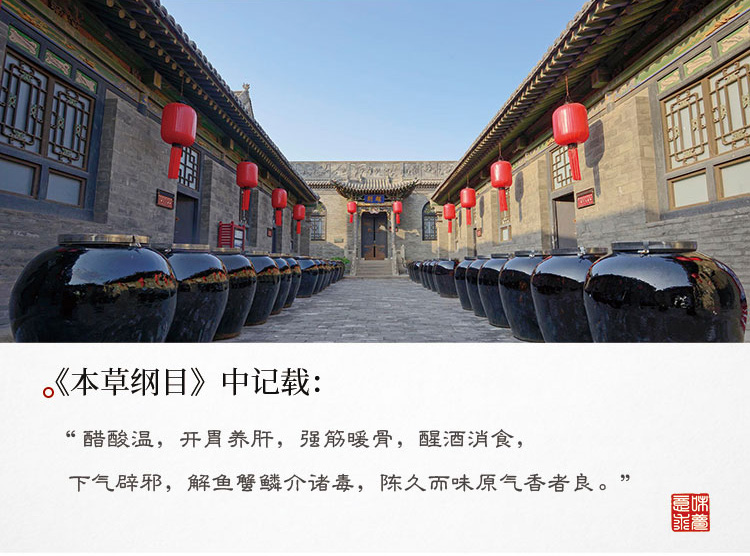 《本草纲目》中记载：
“醋酸温，开胃养肝，强筋暖骨，醒酒消食，
下气辟邪，解鱼蟹鳞介诸毒，陈久而味原气香者良。”